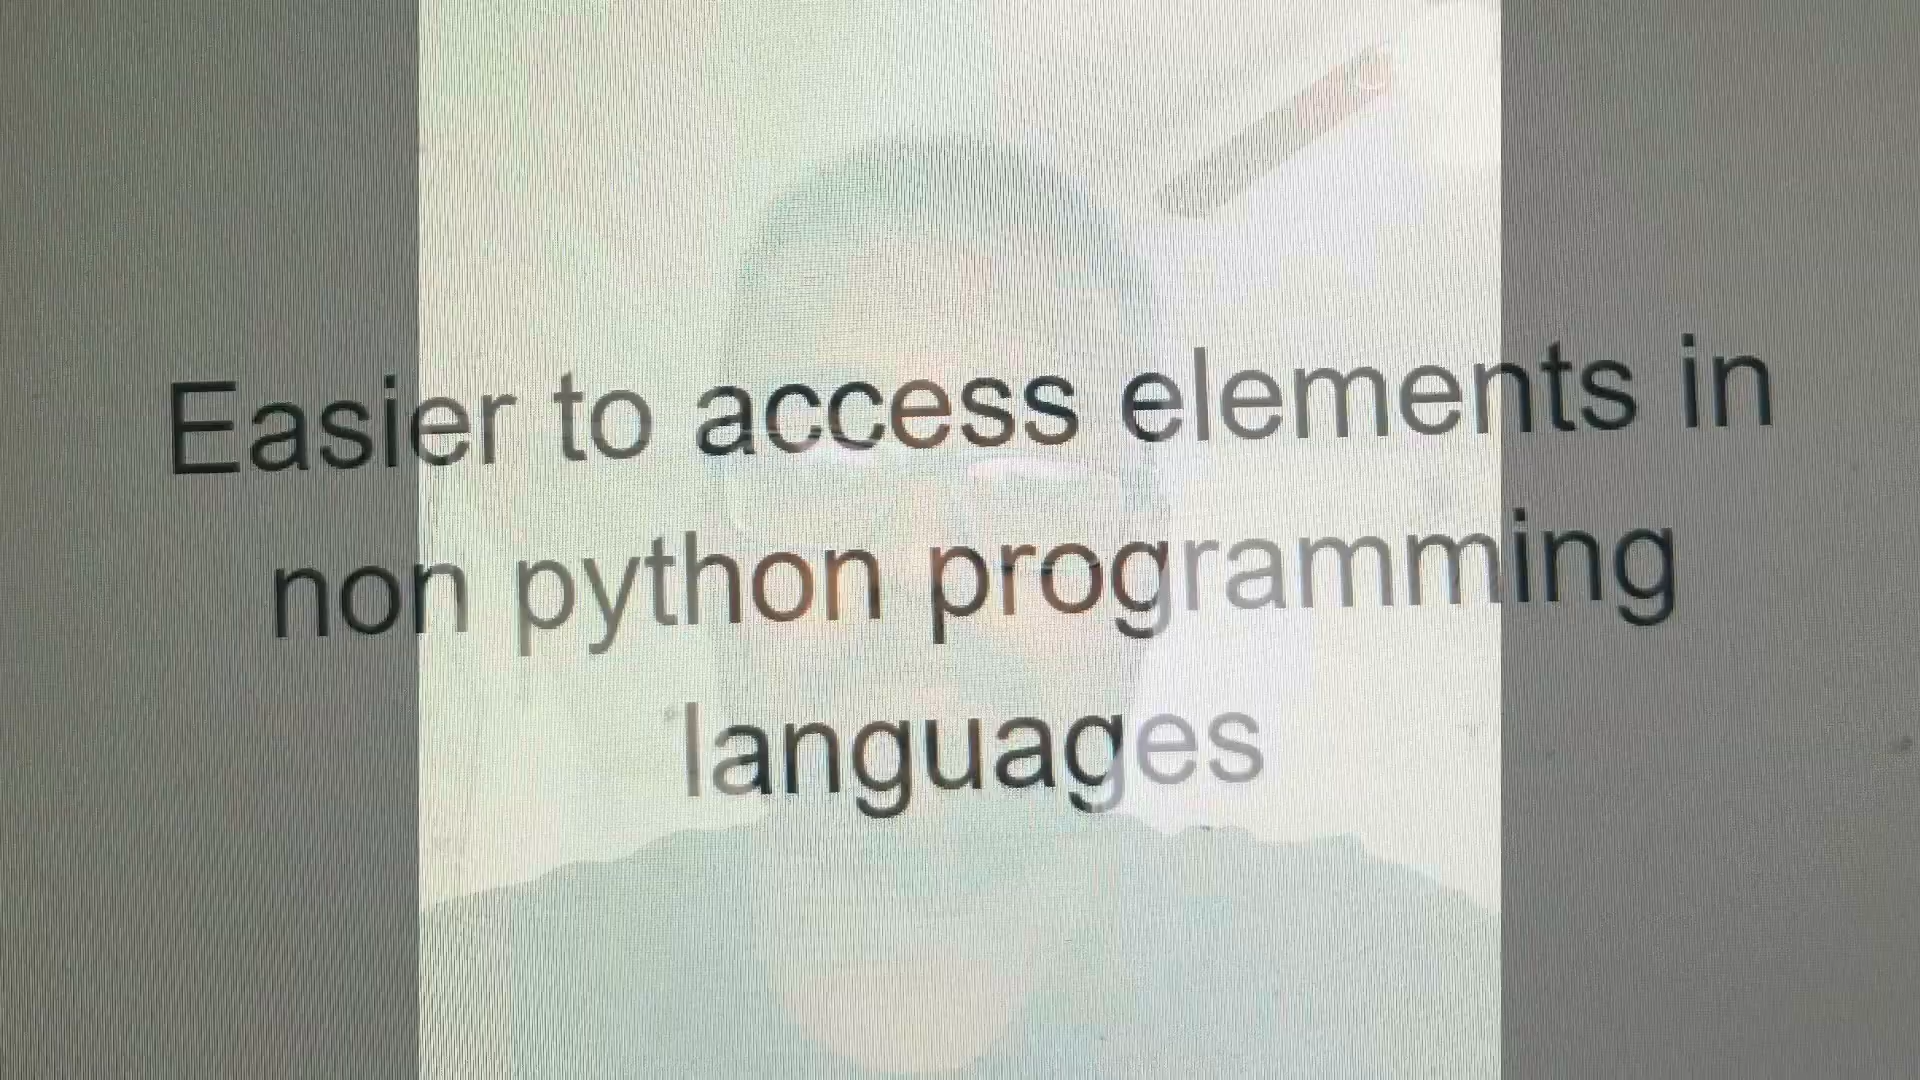 Easier to access elements in
non python programming
languages